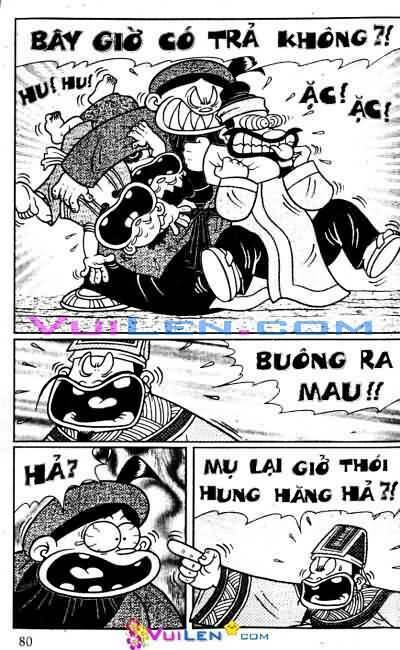 BÂY GIỜ CÓ TRẢ KHÔNG?!
HU! HU!
ẶC!
ẶC!
VuiLen.com
BUÔNG RA
MAU!!
HẢ?
MỤ LẠI GIỞ THÓI
HUNG HĂNG HẢ?!
80
VuiLen.com